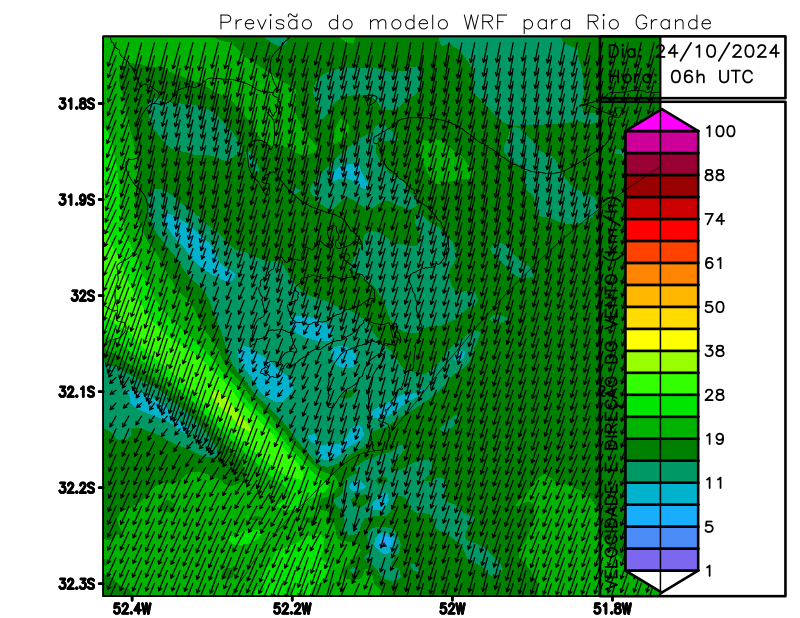 Previsão do modelo WRF para Rio Grande
Dia: 24/10/2024
Hora: 06h UTC
31.8S
31.9S
32S
32.1S
32.2S
32.3S
52.4W
52.2W
52W
51.8W
VELOCIDADE E DIREÇÃO DO VENTO (km/h)
100
88
74
61
50
38
28
19
11
5
1